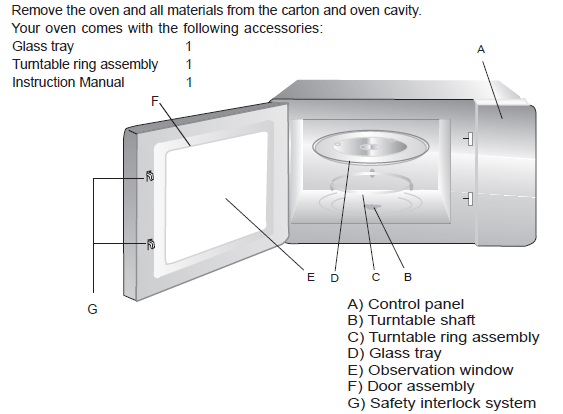 Remove the oven and all materials from the carton and oven cavity.
Your oven comes with the following accessories:
Glass tray 1
Turntable ring assembly 1
Instruction Manual 1
A
F
E D C B
G
A) Control panel
B) Turntable shaft
C) Turntable ring assembly
D) Glass tray
E) Observation window
F) Door assembly
G) Safety interlock system